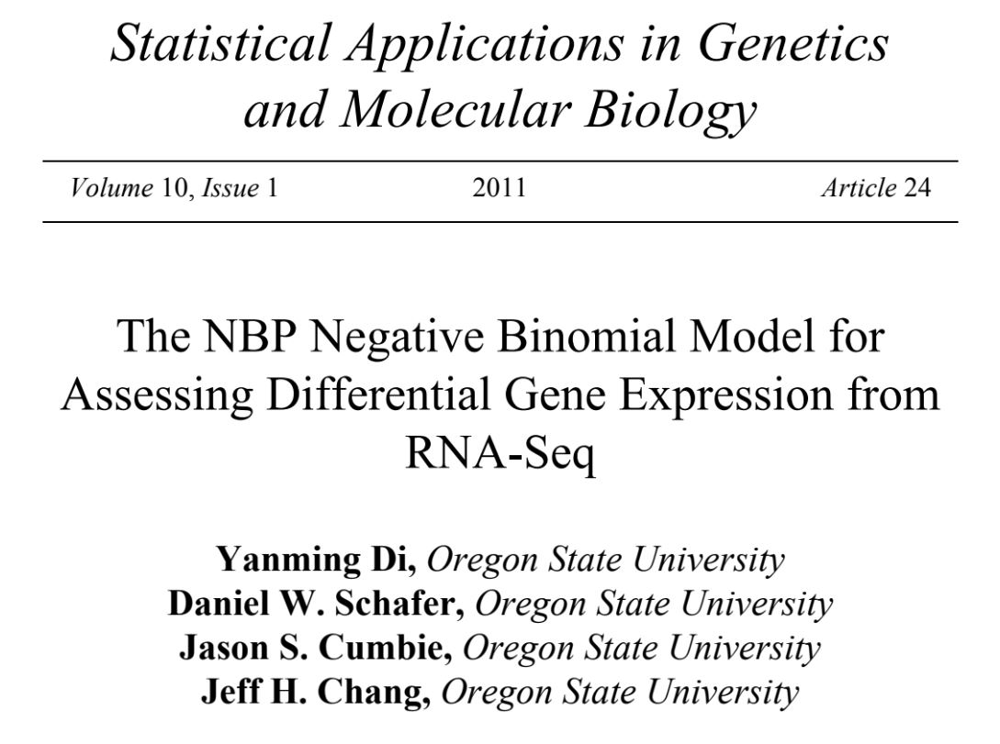 Statistical Applications in Genetics
and Molecular Biology
Volume 10, Issue 1 2011 Article 24
The NBP Negative Binomial Model for
Assessing Differential Gene Expression from
RNA-Seq
Yanming Di, Oregon State University
Daniel W. Schafer, Oregon State University
Jason S. Cumbie, Oregon State University
Jeff H. Chang, Oregon State University